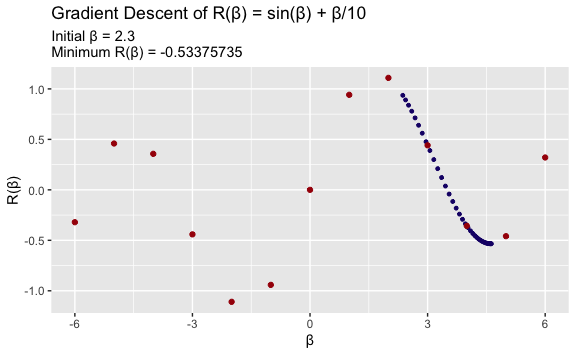 Gradient Descent of R(β) = sin(β) + β/10
Initial β = 2.3
Minimum R(β) = -0.53375735
1.0
0.5
0.0
-0.5
-1.0
R(β)
-6
-3
0
3
6
β